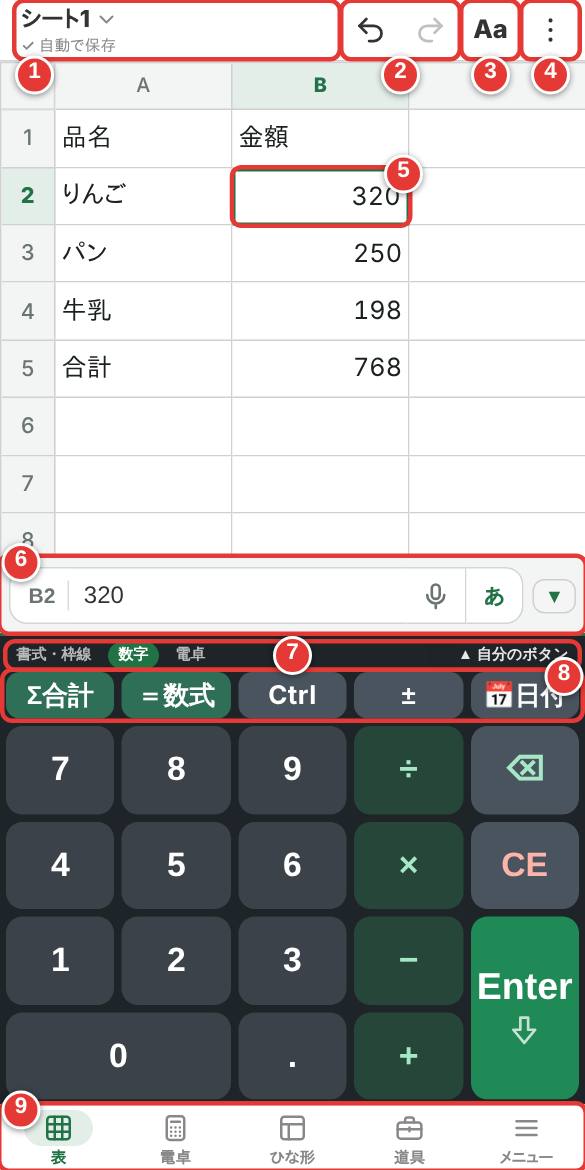 シート1
自動で保存
Aa
1
2
3
4
A
B
1
品名
金額
5
2
りんご
320
3
パン
250
4
牛乳
198
5
合計
768
6
7
8
6
B2
320
あ
▼
書式・枠線
数字
電卓
7
▲ 自分のボタン
8
Σ合計
=数式
Ctrl
±
July
17
日付
7
8
9
÷
4
5
6
×
CE
1
2
3
−
Enter
0
.
+
9
表
電卓
ひな形
道具
メニュー